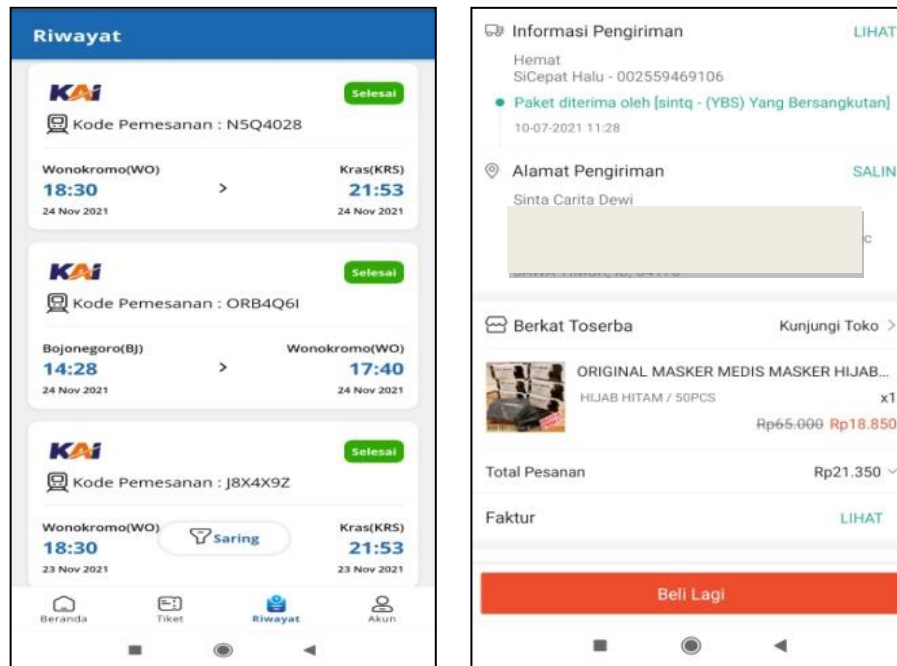 Riwayat
KAI
Selesai
Kode Pemesanan : N5Q4028
Wonokromo(WO) Kras(KRS)
18:30 > 21:53
24 Nov 2021 24 Nov 2021
KAI
Selesai
Kode Pemesanan : ORB4Q6I
Bojonegoro(BJ) Wonokromo(WO)
14:28 > 17:40
24 Nov 2021 24 Nov 2021
KAI
Selesai
Kode Pemesanan : J8X4X9Z
Wonokromo(WO) Kras(KRS)
Saring
18:30 21:53
23 Nov 2021 23 Nov 2021
Beranda Tiket Riwayat Akun
Informasi Pengiriman LIHAT
Hemat
SiCepat Halu - 002559469106
Paket diterima oleh [sintq - (YBS) Yang Bersangkutan]
10-07-2021 11:28
Alamat Pengiriman SALIN
Sinta Carita Dewi
c
Berkat Toserba Kunjungi Toko >
ORIGINAL MASKER MEDIS MASKER HIJAB...
HIJAB HITAM / 50PCS x1
Rp65.000 Rp18.850
Total Pesanan Rp21.350
Faktur LIHAT
Beli Lagi